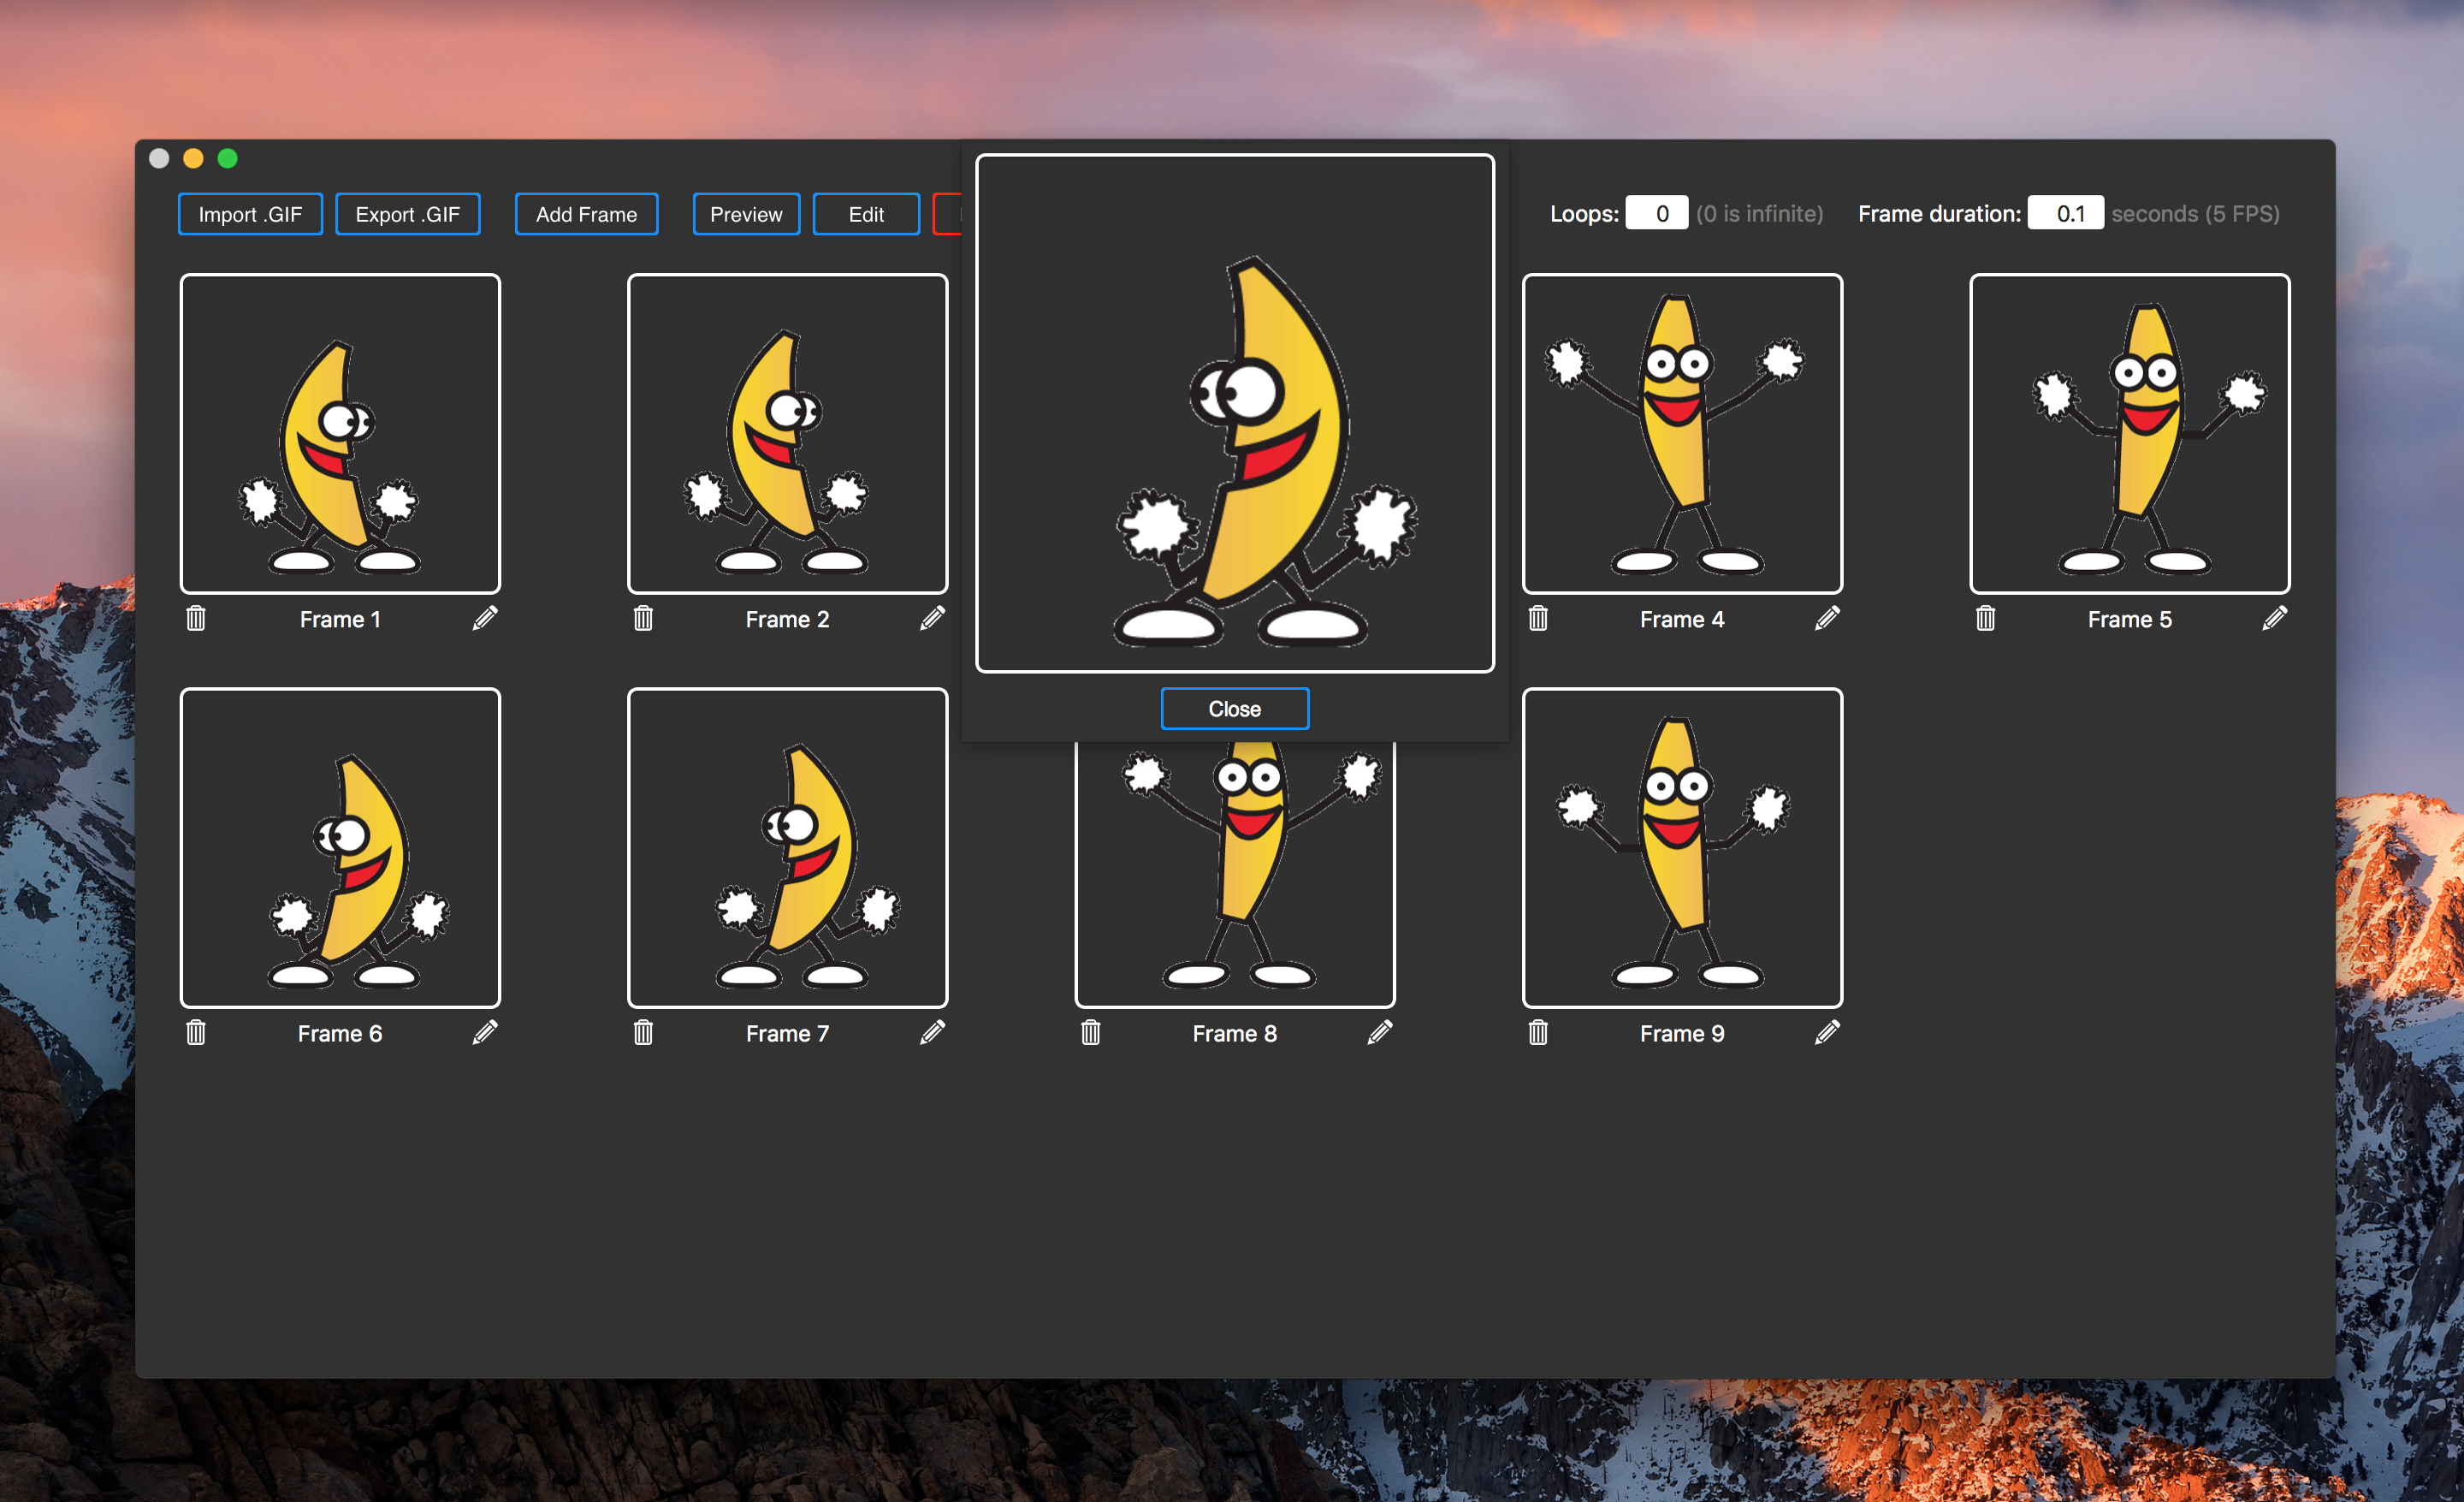 Import .GIF Export .GIF Add Frame Preview Edit Loops: 0 (0 is infinite) Frame duration: 0.1 seconds (5 FPS)
Frame 1 Frame 2 Frame 4 Frame 5
Close
Frame 6 Frame 7 Frame 8 Frame 9